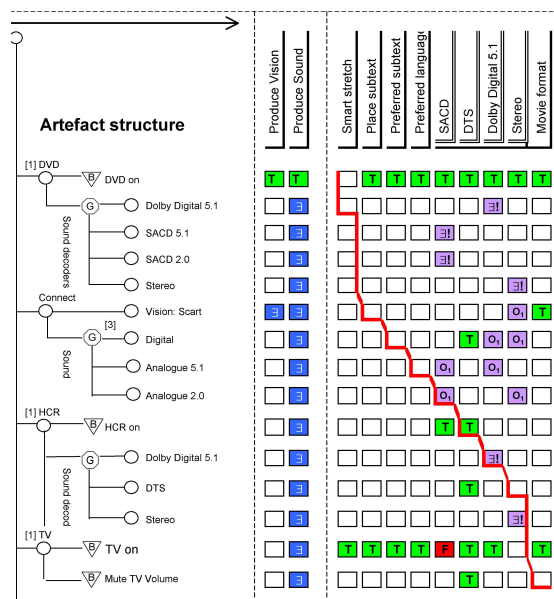 Produce Vision
Produce Sound
Smart stretch
Place subtext
Preferred subtext
Preferred language
SACD
DTS
Dolby Digital 5.1
Stereo
Movie format
Artefact structure
[1] DVD
B DVD on T T T T T T T T T T
G Dolby Digital 5.1 ∃ ∃!
Sound decoders
SACD 5.1 ∃ ∃!
SACD 2.0 ∃ ∃!
Stereo ∃ ∃!
Connect
Vision: Scart ∃ ∃ O1 T
[3]
G Digital ∃ T O1 O1
Sound
Analogue 5.1 ∃ O1 O1
Analogue 2.0 ∃ O1 O1
[1] HCR
B HCR on ∃ T T
G Dolby Digital 5.1 ∃ ∃!
Sound decod
DTS ∃ T
Stereo ∃ ∃!
[1] TV
B TV on ∃ T T T T F T T T
B Mute TV Volume ∃ T